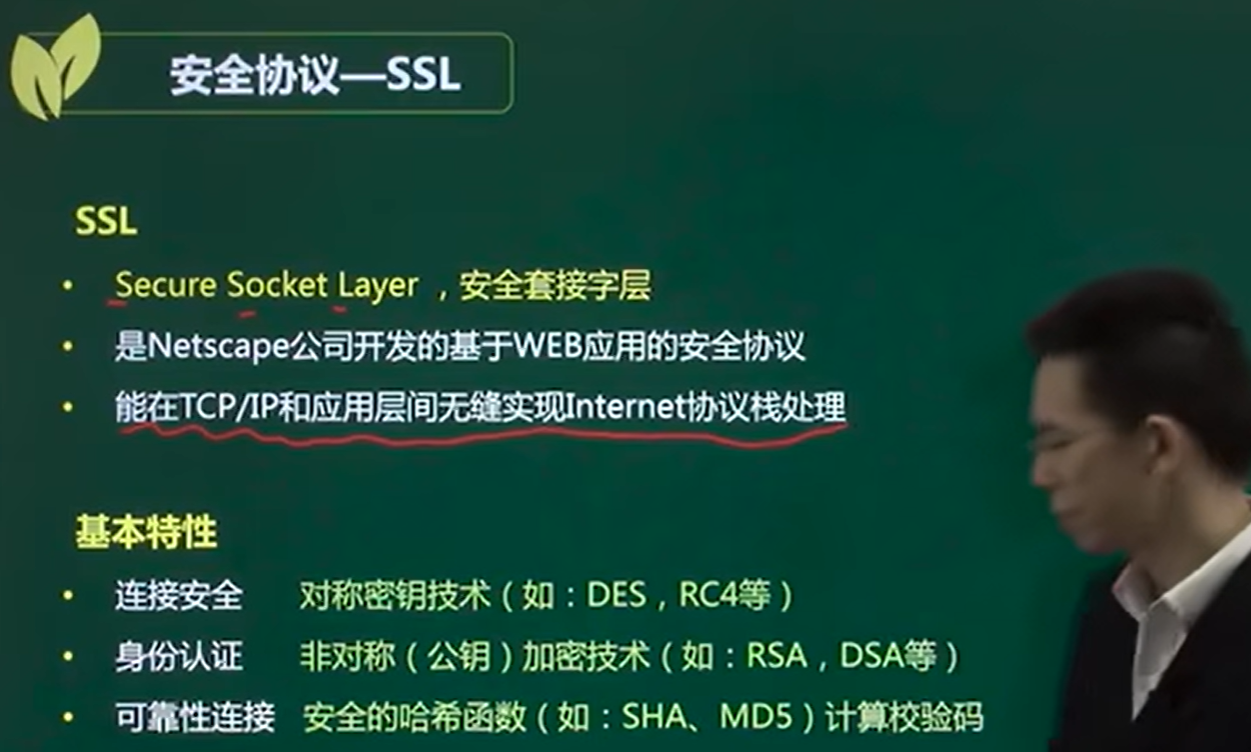 安全协议—SSL
SSL
• Secure Socket Layer ，安全套接字层
• 是Netscape公司开发的基于WEB应用的安全协议
• 能在TCP/IP和应用层间无缝实现Internet协议栈处理
基本特性
• 连接安全 对称密钥技术（如：DES，RC4等）
• 身份认证 非对称（公钥）加密技术（如：RSA，DSA等）
• 可靠性连接 安全的哈希函数（如：SHA、MD5）计算校验码